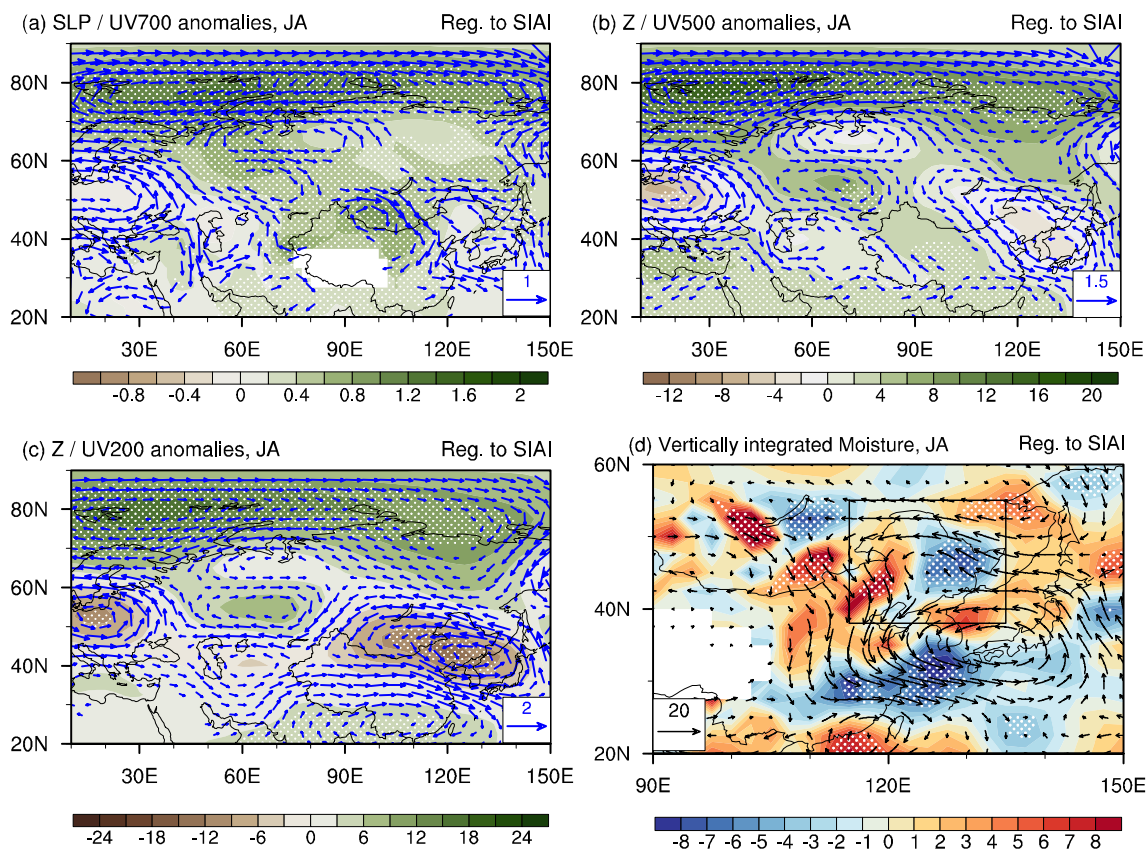 (a) SLP / UV700 anomalies, JA Reg. to SIAI
80N
60N
40N
20N
1
30E 60E 90E 120E 150E
-0.8 -0.4 0 0.4 0.8 1.2 1.6 2
(b) Z / UV500 anomalies, JA Reg. to SIAI
80N
60N
40N
20N
1.5
30E 60E 90E 120E 150E
-12 -8 -4 0 4 8 12 16 20
(c) Z / UV200 anomalies, JA Reg. to SIAI
80N
60N
40N
20N
2
30E 60E 90E 120E 150E
-24 -18 -12 -6 0 6 12 18 24
(d) Vertically integrated Moisture, JA Reg. to SIAI
60N
40N
20N
20
90E 120E 150E
-8 -7 -6 -5 -4 -3 -2 -1 0 1 2 3 4 5 6 7 8